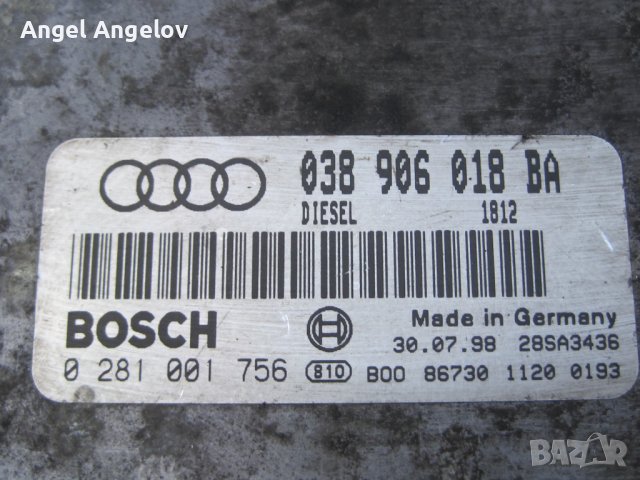 Angel Angelov
038 906 018 BA
DIESEL 1812
BOSCH Made in Germany
30.07.98 28SA3436
0 281 001 756 810 B00 86730 1120 0193
BAZAR